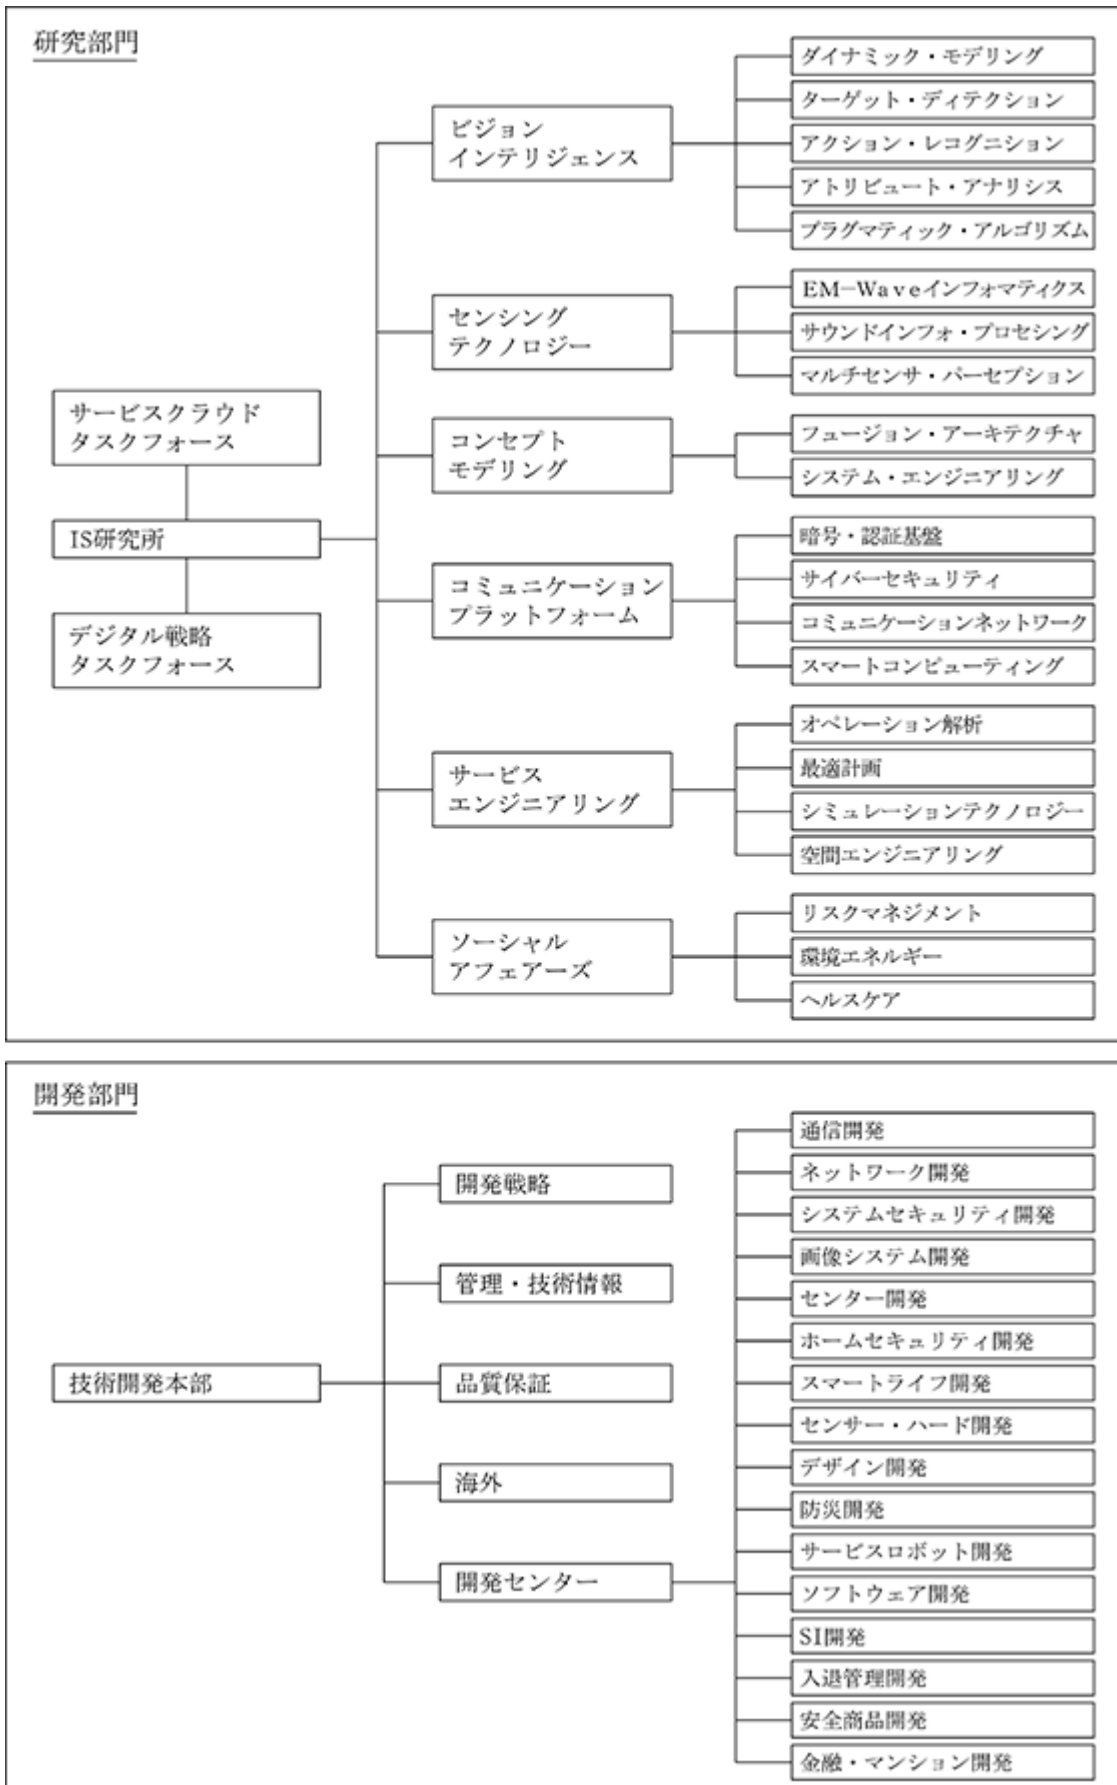 研究部門
サービスクラウド
タスクフォース
IS研究所
デジタル戦略
タスクフォース
ビジョン
インテリジェンス
ダイナミック・モデリング
ターゲット・ディテクション
アクション・レコグニション
アトリビュート・アナリシス
プラグマティック・アルゴリズム
センシング
テクノロジー
EM－Waveインフォマティクス
サウンドインフォ・プロセシング
マルチセンサ・パーセプション
コンセプト
モデリング
フュージョン・アーキテクチャ
システム・エンジニアリング
コミュニケーション
プラットフォーム
暗号・認証基盤
サイバーセキュリティ
コミュニケーションネットワーク
スマートコンピューティング
サービス
エンジニアリング
オペレーション解析
最適計画
シミュレーションテクノロジー
空間エンジニアリング
ソーシャル
アフェアーズ
リスクマネジメント
環境エネルギー
ヘルスケア
開発部門
技術開発本部
開発戦略
管理・技術情報
品質保証
海外
開発センター
通信開発
ネットワーク開発
システムセキュリティ開発
画像システム開発
センター開発
ホームセキュリティ開発
スマートライフ開発
センサー・ハード開発
デザイン開発
防災開発
サービスロボット開発
ソフトウェア開発
SI開発
入退管理開発
安全商品開発
金融・マンション開発